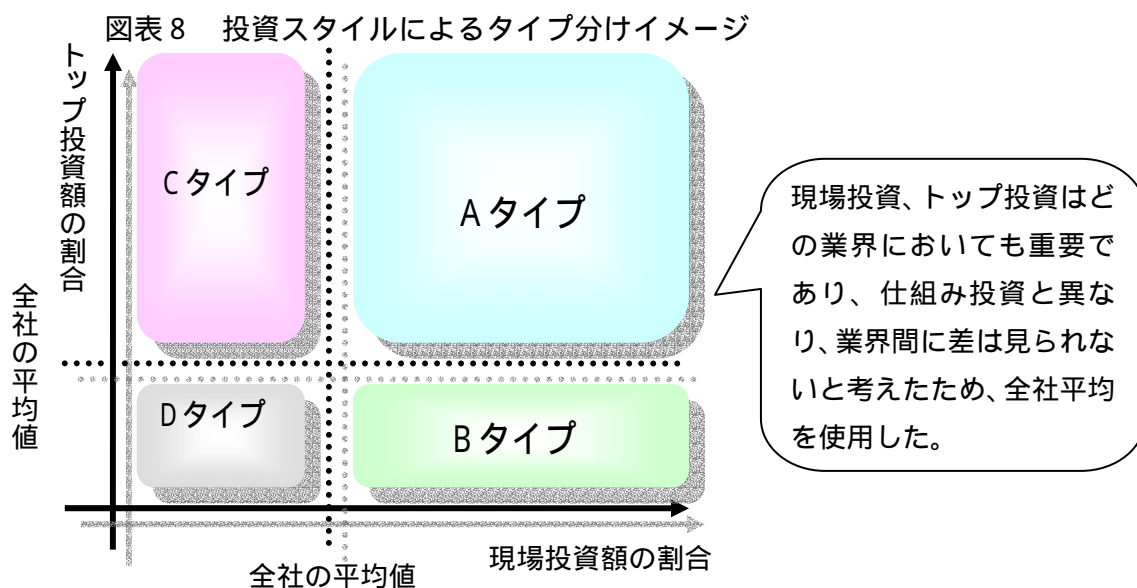 図表8 投資スタイルによるタイプ分けイメージ
トップ投資額の割合
Cタイプ
Aタイプ
現場投資、トップ投資はど
の業界においても重要で
あり、仕組み投資と異な
り、業界間に差は見られな
いと考えたため、全社平均
を使用した。
全社の平均値
Dタイプ
Bタイプ
現場投資額の割合
全社の平均値